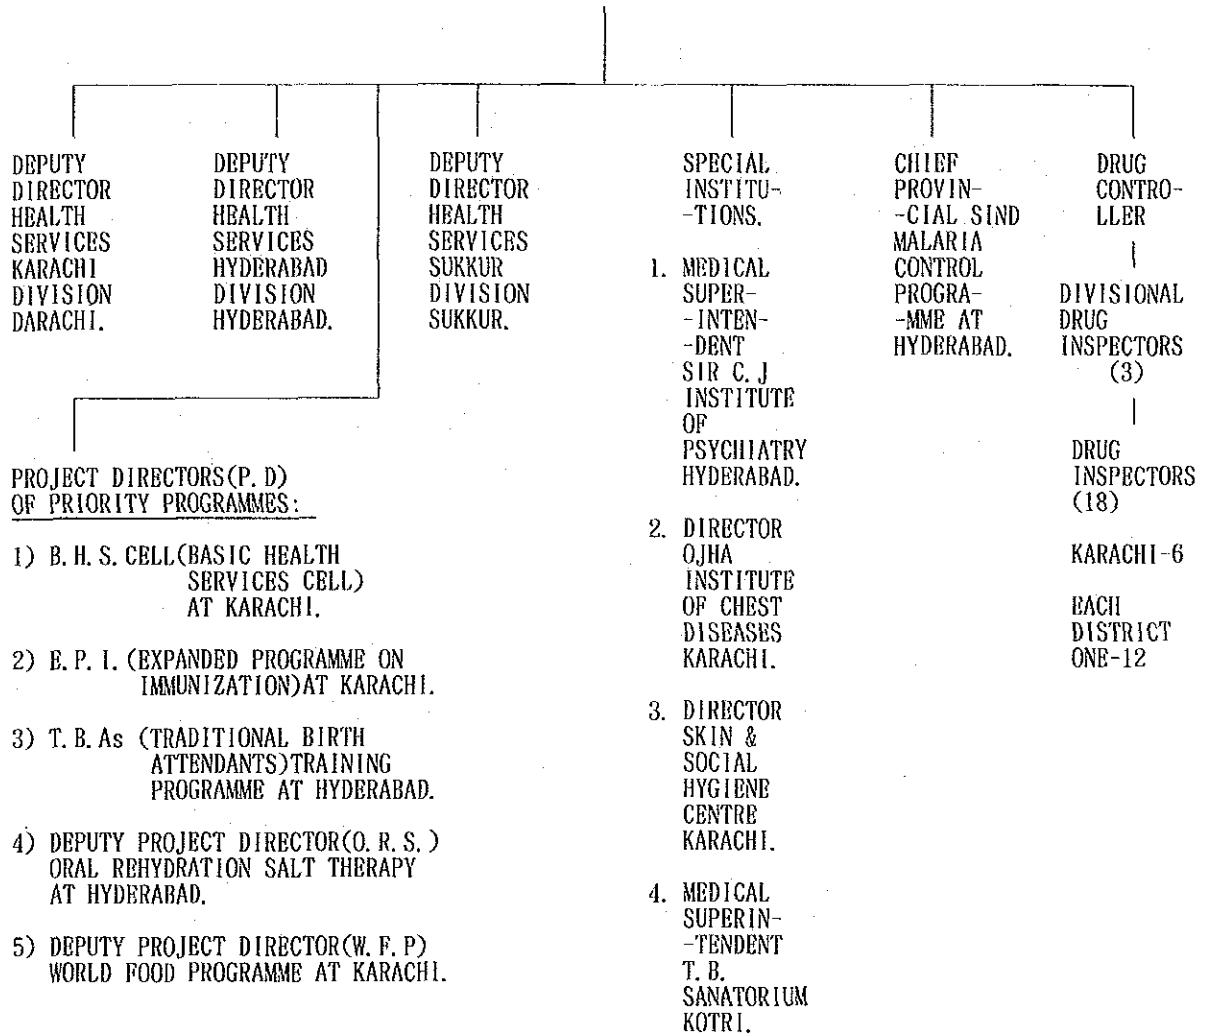 DEPUTY
DIRECTOR
HEALTH
SERVICES
KARACHI
DIVISION
DARACHI.
DEPUTY
DIRECTOR
HEALTH
SERVICES
HYDERABAD
DIVISION
HYDERABAD.
DEPUTY
DIRECTOR
HEALTH
SERVICES
SUKKUR
DIVISION
SUKKUR.
SPECIAL
INSTITU-
-TIONS.
1. MEDICAL
SUPER-
-INTEN-
-DENT
SIR C.J
INSTITUTE
OF
PSYCHIATRY
HYDERABAD.
2. DIRECTOR
OJHA
INSTITUTE
OF CHEST
DISEASES
KARACHI.
3. DIRECTOR
SKIN &
SOCIAL
HYGIENE
CENTRE
KARACHI.
4. MEDICAL
SUPERIN-
-TENDENT
T.B.
SANATORIUM
KOTRI.
CHIEF
PROVIN-
-CIAL SIND
MALARIA
CONTROL
PROGRA-
-MME AT
HYDERABAD.
DRUG
CONTRO-
LLER
DIVISIONAL
DRUG
INSPECTORS
(3)
DRUG
INSPECTORS
(18)
KARACHI-6
EACH
DISTRICT
ONE-12
PROJECT DIRECTORS(P.D)
OF PRIORITY PROGRAMMES:
1) B.H.S.CELL(BASIC HEALTH
SERVICES CELL)
AT KARACHI.
2) E.P.I.(EXPANDED PROGRAMME ON
IMMUNIZATION)AT KARACHI.
3) T.B.As (TRADITIONAL BIRTH
ATTENDANTS)TRAINING
PROGRAMME AT HYDERABAD.
4) DEPUTY PROJECT DIRECTOR(O.R.S.)
ORAL REHYDRATION SALT THERAPY
AT HYDERABAD.
5) DEPUTY PROJECT DIRECTOR(W.F.P)
WORLD FOOD PROGRAMME AT KARACHI.